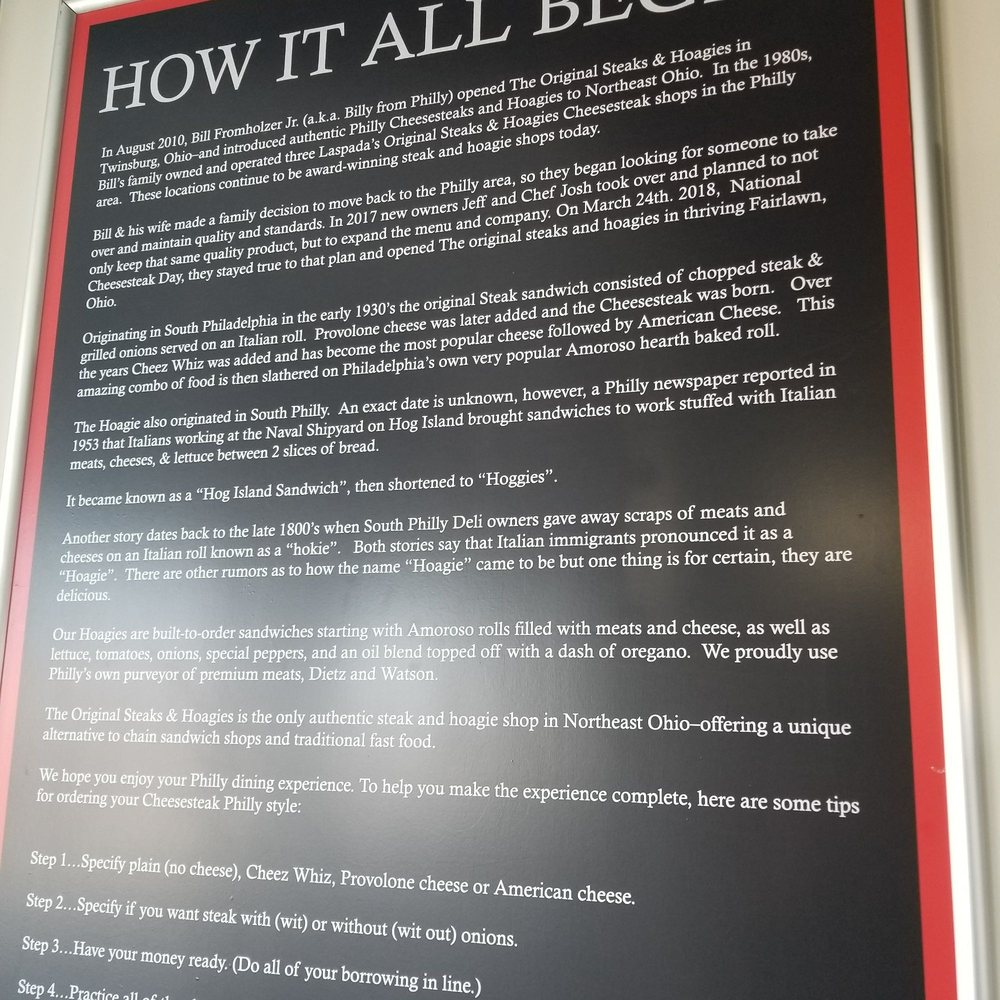 HOW IT ALL
In August 2010, Bill Fromholzer Jr. (a.k.a. Billy from Philly) opened The Original Steaks & Hoagies in
Twinsburg, Ohio–and introduced authentic Philly Cheesesteaks and Hoagies to Northeast Ohio. In the 1980s,
Bill's family owned and operated three Laspada's Original Steaks & Hoagies Cheesesteak shops in the Philly
area. These locations continue to be award-winning steak and hoagie shops today.
Bill & his wife made a family decision to move back to the Philly area, so they began looking for someone to take
over and maintain quality and standards. In 2017 new owners Jeff and Chef Josh took over and planned to not
only keep that same quality product, but to expand the menu and company. On March 24th. 2018, National
Cheesesteak Day, they stayed true to that plan and opened The original steaks and hoagies in thriving Fairlawn,
Ohio.
Originating in South Philadelphia in the early 1930's the original Steak sandwich consisted of chopped steak &
grilled onions served on an Italian roll. Provolone cheese was later added and the Cheesesteak was born. Over
the years Cheez Whiz was added and has become the most popular cheese followed by American Cheese. This
amazing combo of food is then slathered on Philadelphia's own very popular Amoroso hearth baked roll.
The Hoagie also originated in South Philly. An exact date is unknown, however, a Philly newspaper reported in
1953 that Italians working at the Naval Shipyard on Hog Island brought sandwiches to work stuffed with Italian
meats, cheeses, & lettuce between 2 slices of bread.
It became known as a “Hog Island Sandwich”, then shortened to “Hoggies”.
Another story dates back to the late 1800's when South Philly Deli owners gave away scraps of meats and
cheeses on an Italian roll known as a “hokie”. Both stories say that Italian immigrants pronounced it as a
“Hoagie”. There are other rumors as to how the name “Hoagie” came to be but one thing is for certain, they are
delicious.
Our Hoagies are built-to-order sandwiches starting with Amoroso rolls filled with meats and cheese, as well as
lettuce, tomatoes, onions, special peppers, and an oil blend topped off with a dash of oregano. We proudly use
Philly's own purveyor of premium meats, Dietz and Watson.
The Original Steaks & Hoagies is the only authentic steak and hoagie shop in Northeast Ohio–offering a unique
alternative to chain sandwich shops and traditional fast food.
We hope you enjoy your Philly dining experience. To help you make the experience complete, here are some tips
for ordering your Cheesesteak Philly style:
Step 1…Specify plain (no cheese), Cheez Whiz, Provolone cheese or American cheese.
Step 2…Specify if you want steak with (wit) or without (wit out) onions.
Step 3…Have your money ready. (Do all of your borrowing in line.)
Step 4…Practice all of